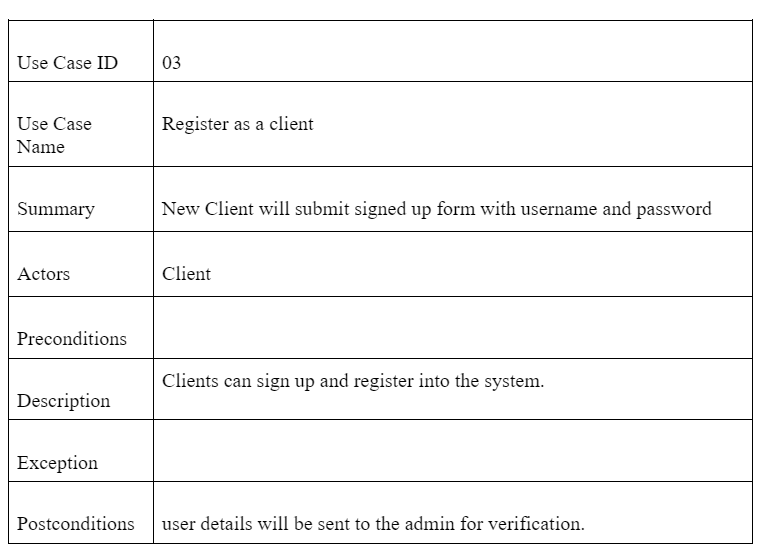 Use Case ID 03
Use Case Register as a client
Name
Summary New Client will submit signed up form with username and password
Actors Client
Preconditions
Clients can sign up and register into the system.
Description
Exception
Postconditions user details will be sent to the admin for verification.